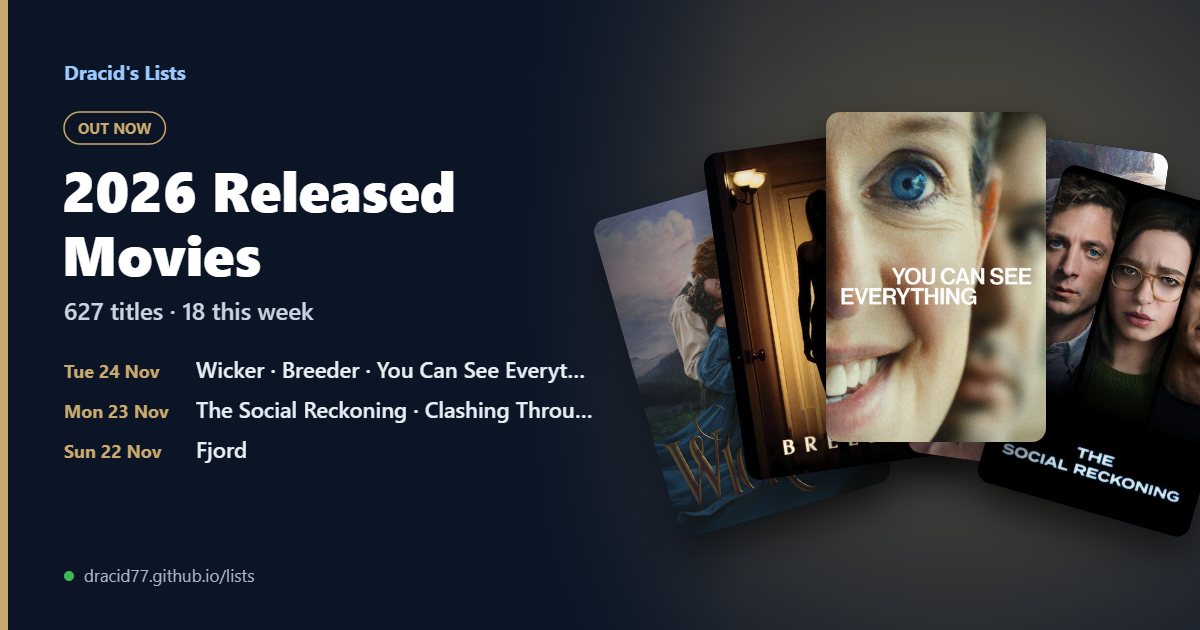 Dracid's Lists
OUT NOW
2026 Released
Movies
627 titles · 18 this week
Tue 24 Nov Wicker · Breeder · You Can See Everyt...
Mon 23 Nov The Social Reckoning · Clashing Throu...
Sun 22 Nov Fjord
dracid77.github.io/lists
YOU CAN SEE
EVERYTHING
THE
SOCIAL RECKONING